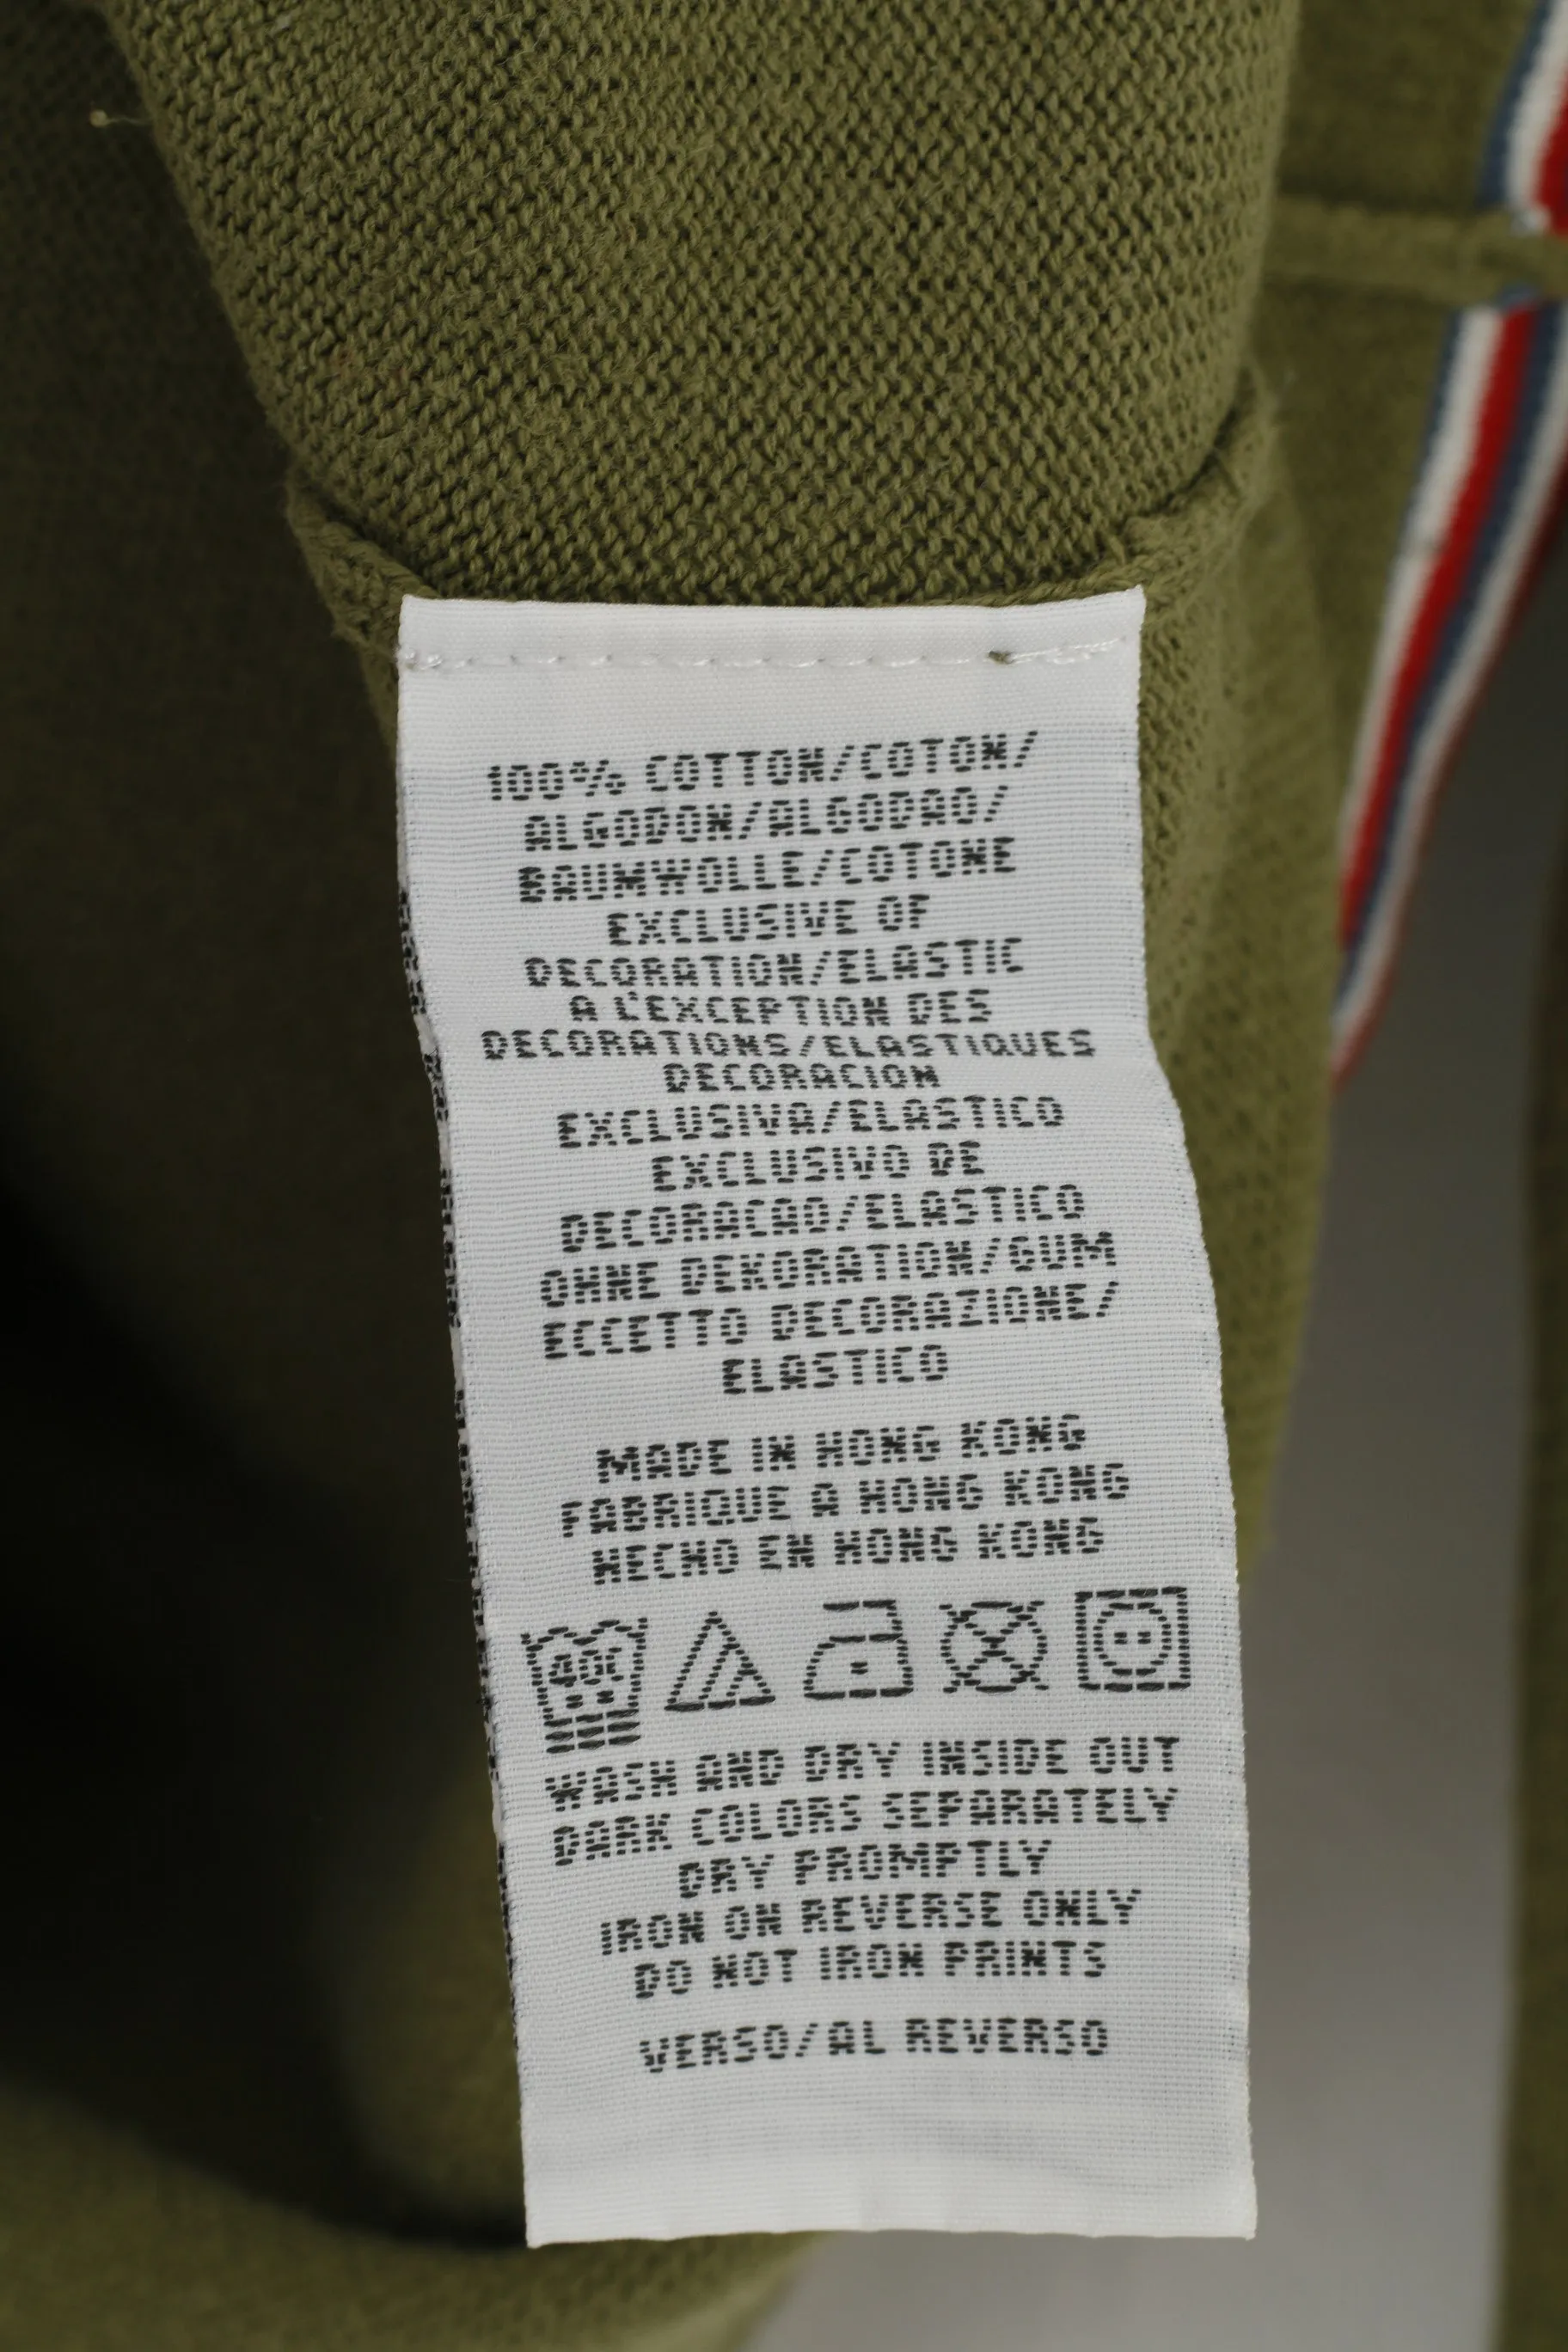 100% COTTON/COTON/
ALGODON/ALGODAO/
BAUMWOLLE/COTONE
EXCLUSIVE OF
DECORATION/ELASTIC
A L'EXCEPTION DES
DECORATIONS/ELASTIQUES
DECORACION
EXCLUSIVA/ELASTICO
EXCLUSIVO DE
DECORACAO/ELASTICO
OHNE DEKORATION/GUM
ECCETTO DECORAZIONE/
ELASTICO
MADE IN HONG KONG
FABRIQUE A HONG KONG
HECHO EN HONG KONG
WASH AND DRY INSIDE OUT
DARK COLORS SEPARATELY
DRY PROMPTLY
IRON ON REVERSE ONLY
DO NOT IRON PRINTS
VERSO/AL REVERSO